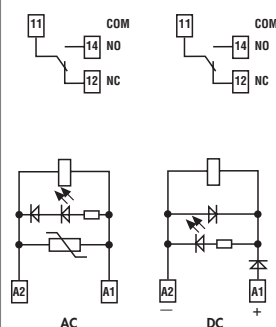 11 COM 11 COM
14 NO 14 NO
12 NC 12 NC
A2 A1 A2 A1
— +
AC DC